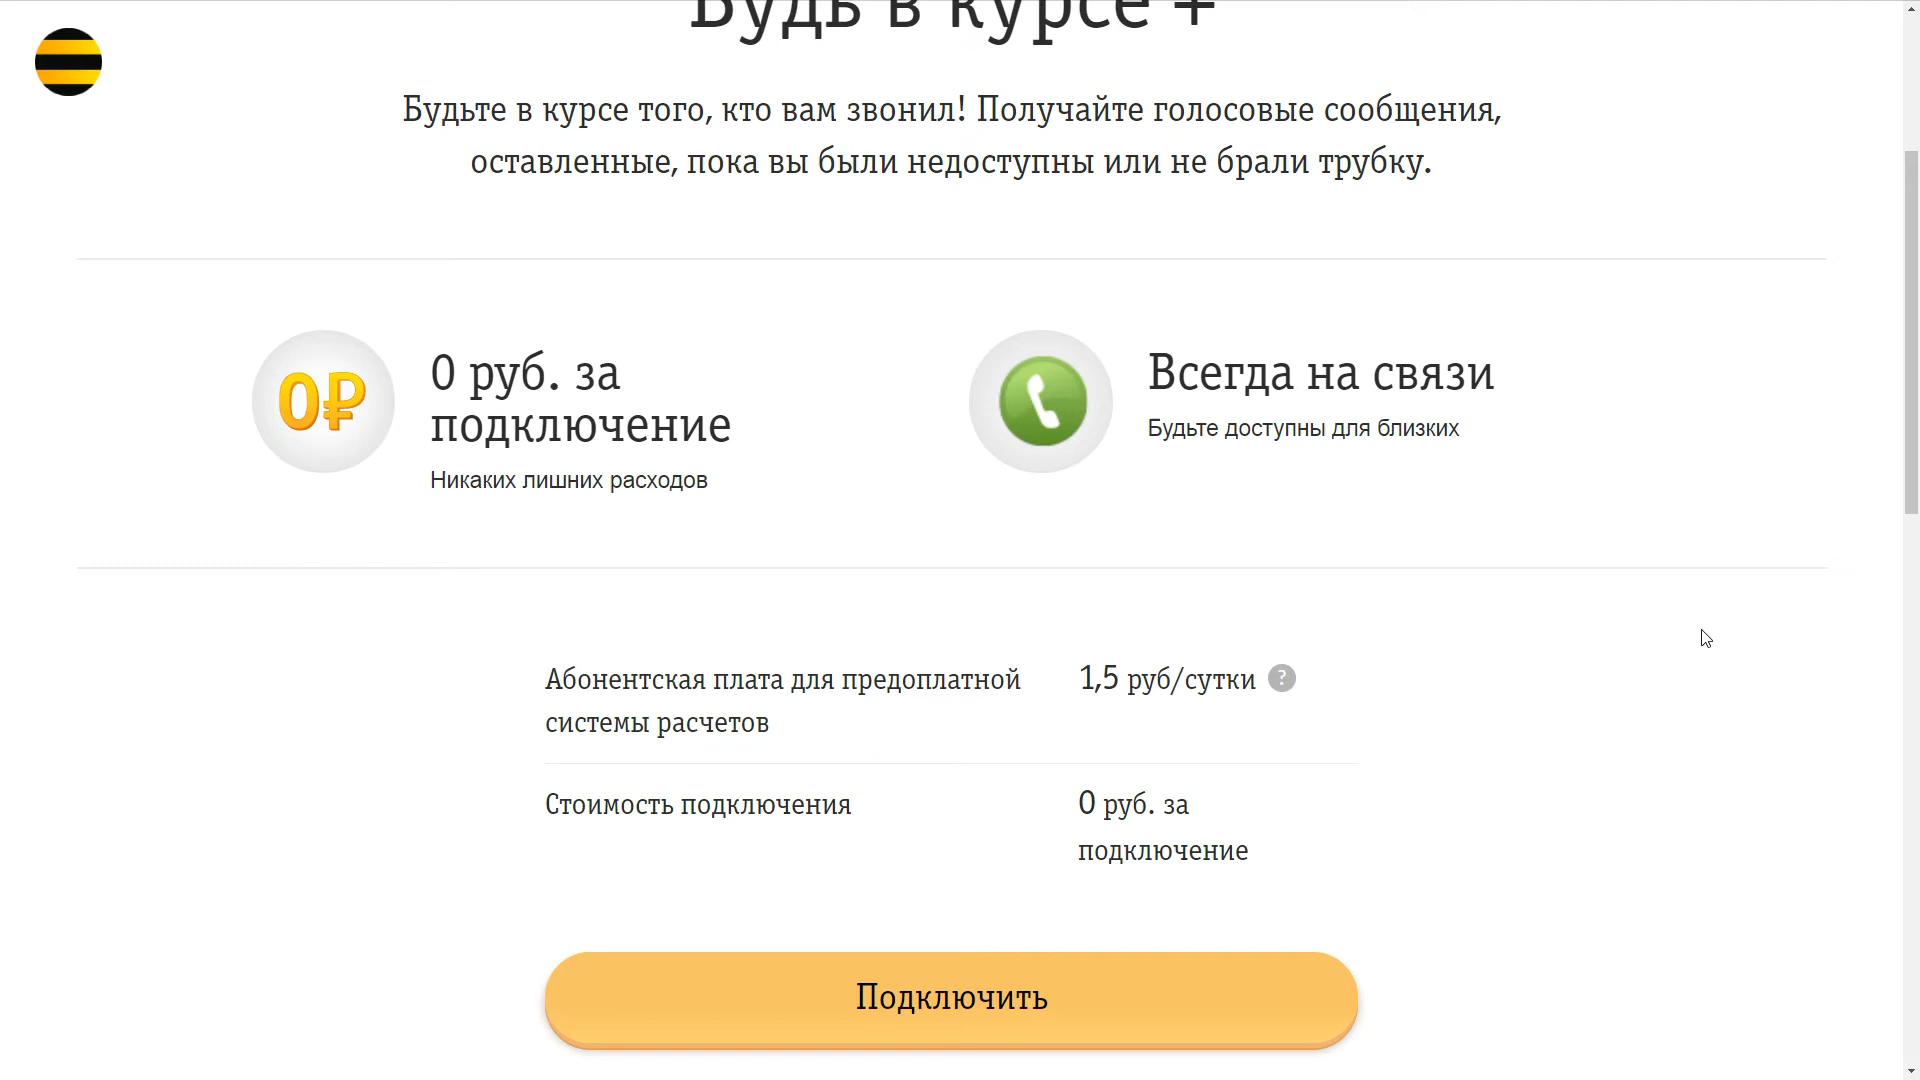 Будь в курсе +
Будьте в курсе того, кто вам звонил! Получайте голосовые сообщения,
оставленные, пока вы были недоступны или не брали трубку.
0₽
0 руб. за
подключение
Никаких лишних расходов
Всегда на связи
Будьте доступны для близких
Абонентская плата для предоплатной
системы расчетов
1,5 руб/сутки ?
Стоимость подключения
0 руб. за
подключение
Подключить